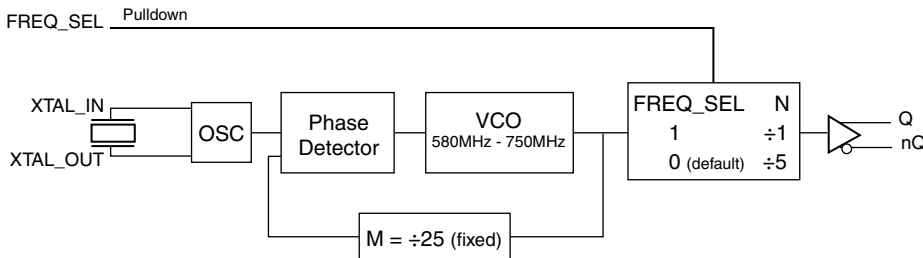 FREQ_SEL Pulldown
XTAL_IN
XTAL_OUT
OSC
Phase
Detector
VCO
580MHz - 750MHz
FREQ_SEL N
1 ÷1
0 (default) ÷5
Q
nQ
M = ÷25 (fixed)